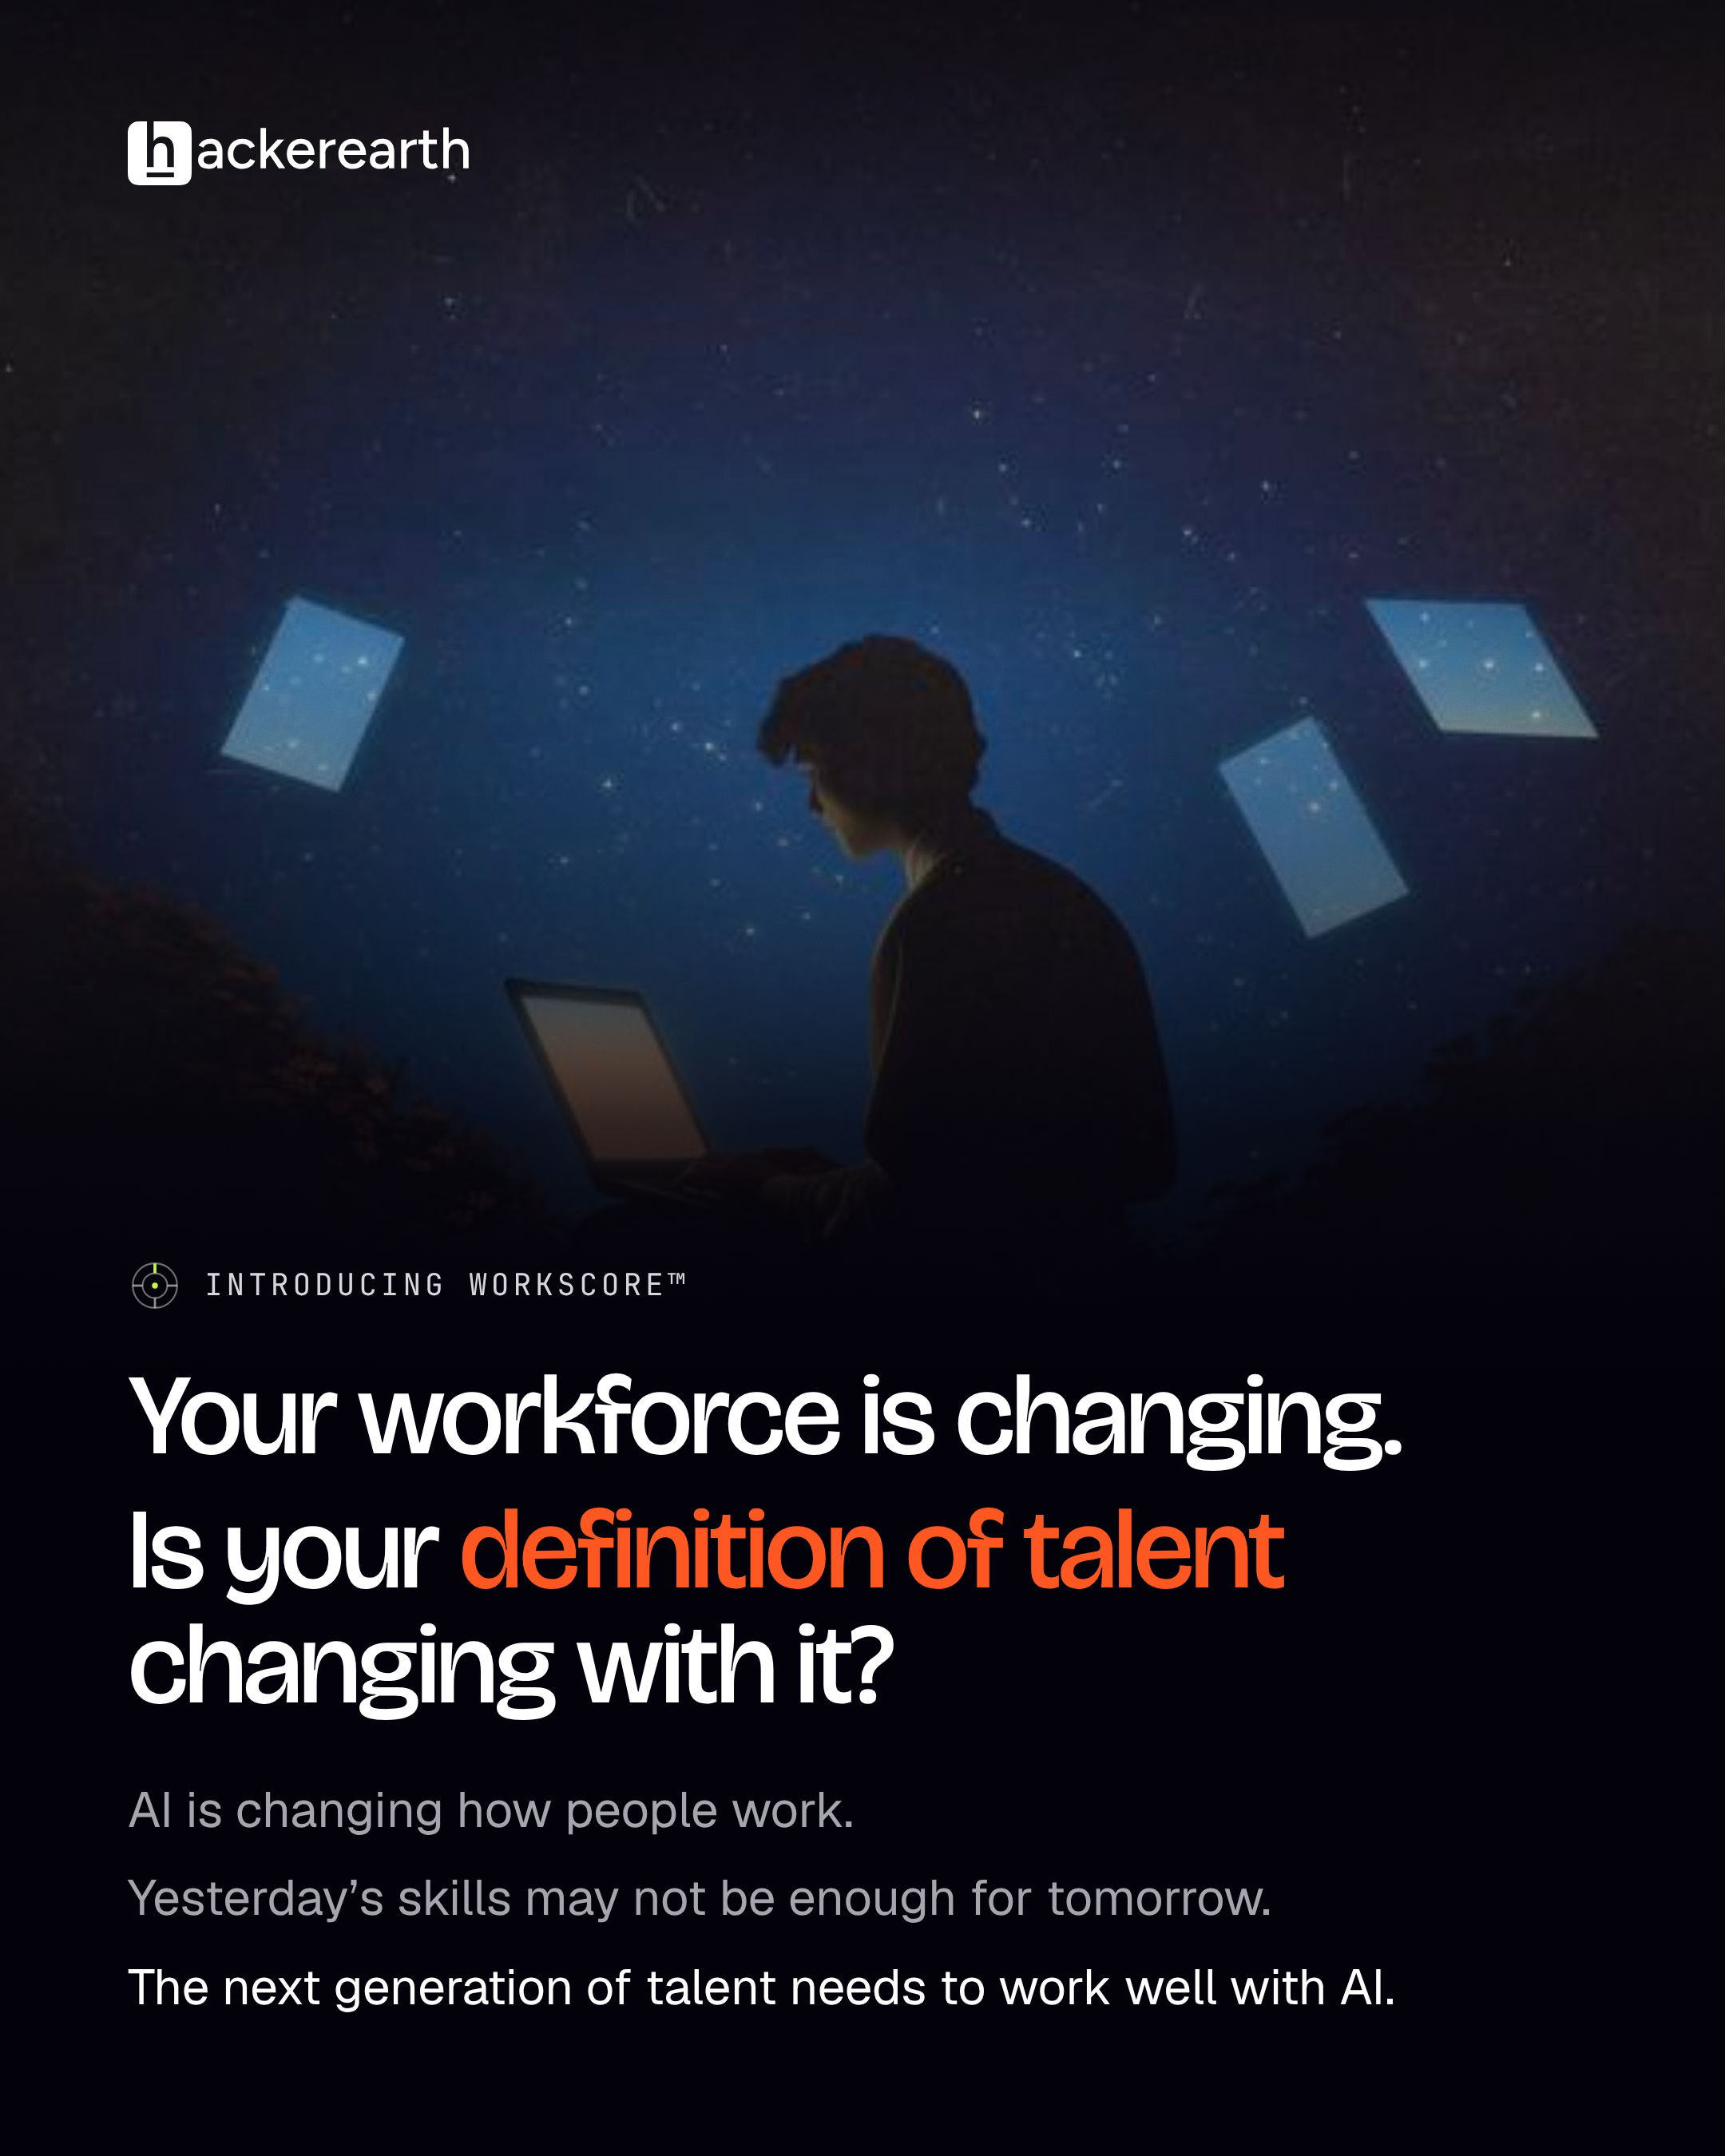 hackerearth
INTRODUCING WORKSCORE™
Your workforce is changing.
Is your definition of talent
changing with it?
AI is changing how people work.
Yesterday’s skills may not be enough for tomorrow.
The next generation of talent needs to work well with AI.